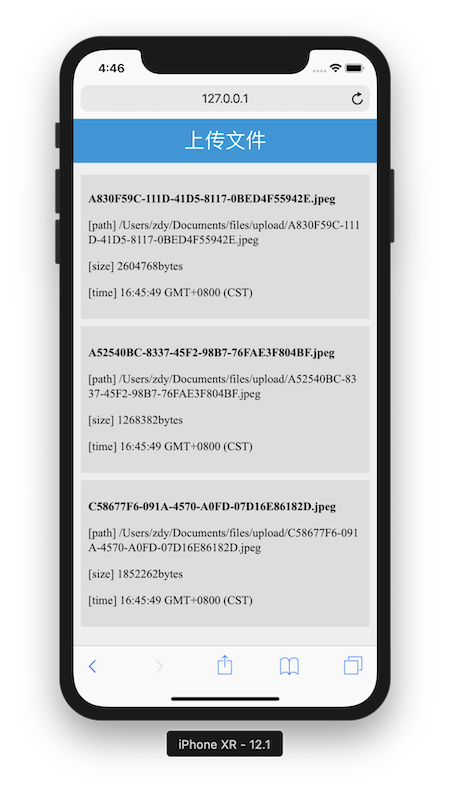 4:46
127.0.0.1
上传文件
A830F59C-111D-41D5-8117-0BED4F55942E.jpeg
[path] /Users/zdy/Documents/files/upload/A830F59C-111
D-41D5-8117-0BED4F55942E.jpeg
[size] 2604768bytes
[time] 16:45:49 GMT+0800 (CST)
A52540BC-8337-45F2-98B7-76FAE3F804BF.jpeg
[path] /Users/zdy/Documents/files/upload/A52540BC-83
37-45F2-98B7-76FAE3F804BF.jpeg
[size] 1268382bytes
[time] 16:45:49 GMT+0800 (CST)
C58677F6-091A-4570-A0FD-07D16E86182D.jpeg
[path] /Users/zdy/Documents/files/upload/C58677F6-091
A-4570-A0FD-07D16E86182D.jpeg
[size] 1852262bytes
[time] 16:45:49 GMT+0800 (CST)
iPhone XR - 12.1